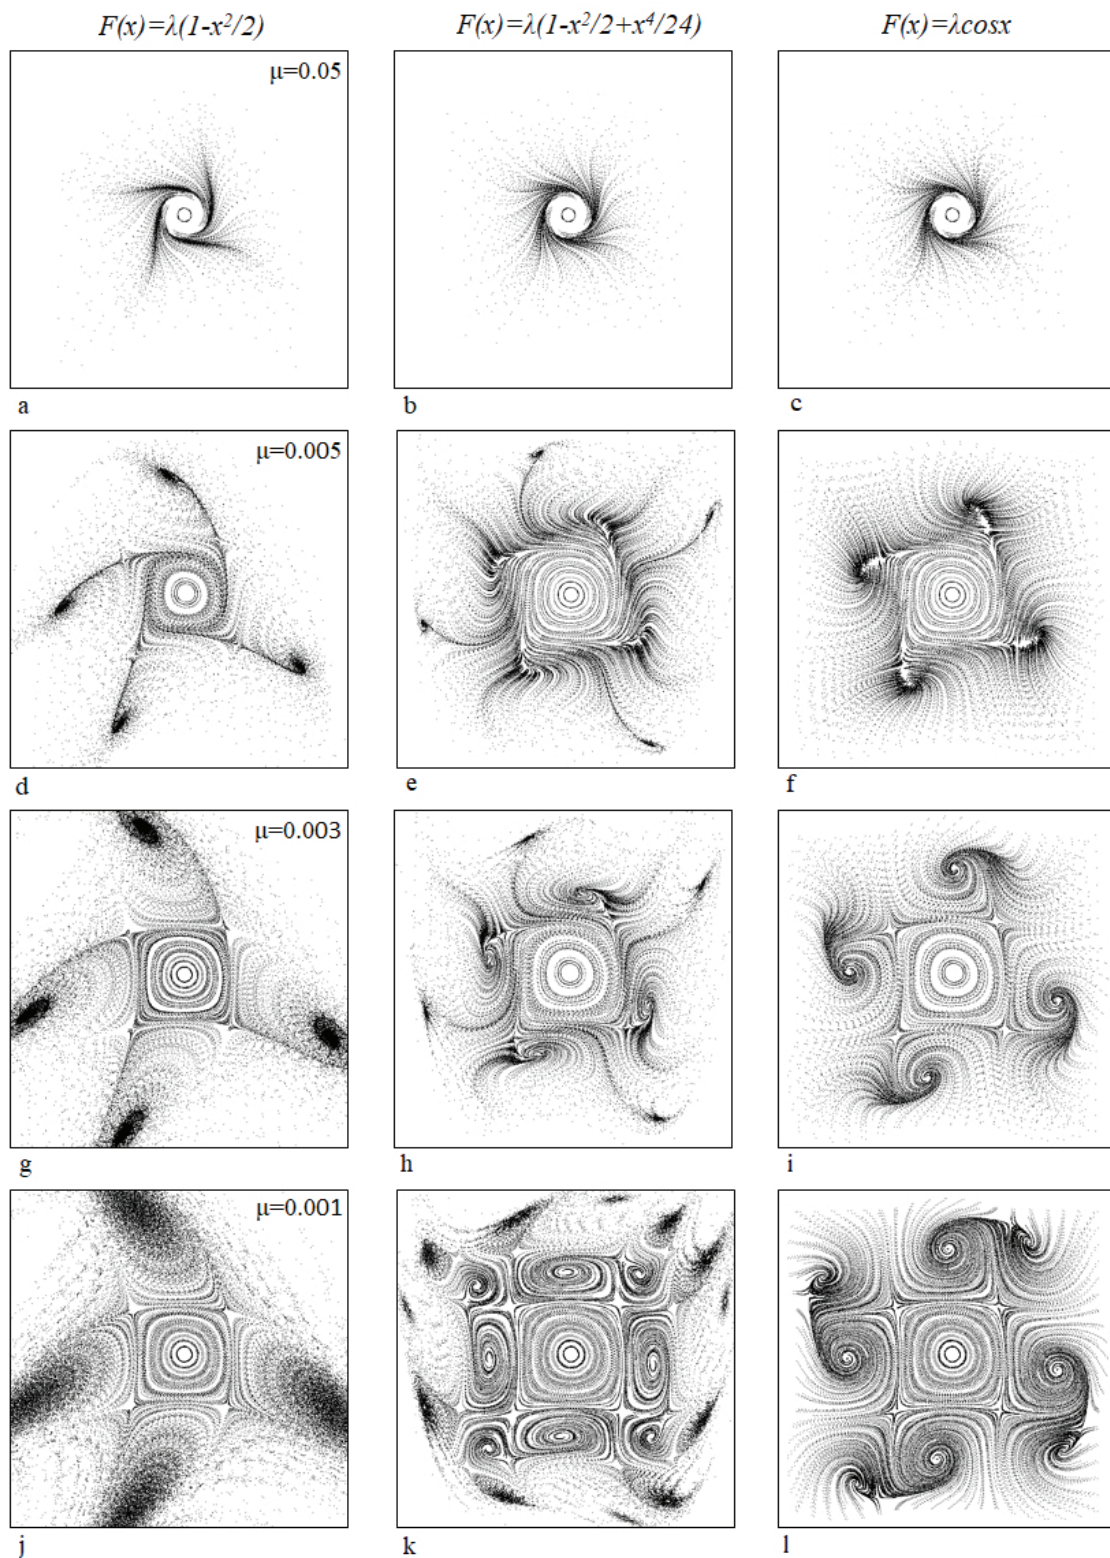 F(x)=λ(1-x²/2) F(x)=λ(1-x²/2+x⁴/24) F(x)=λcosx
μ=0.05
a b c
μ=0.005
d e f
μ=0.003
g h i
μ=0.001
j k l